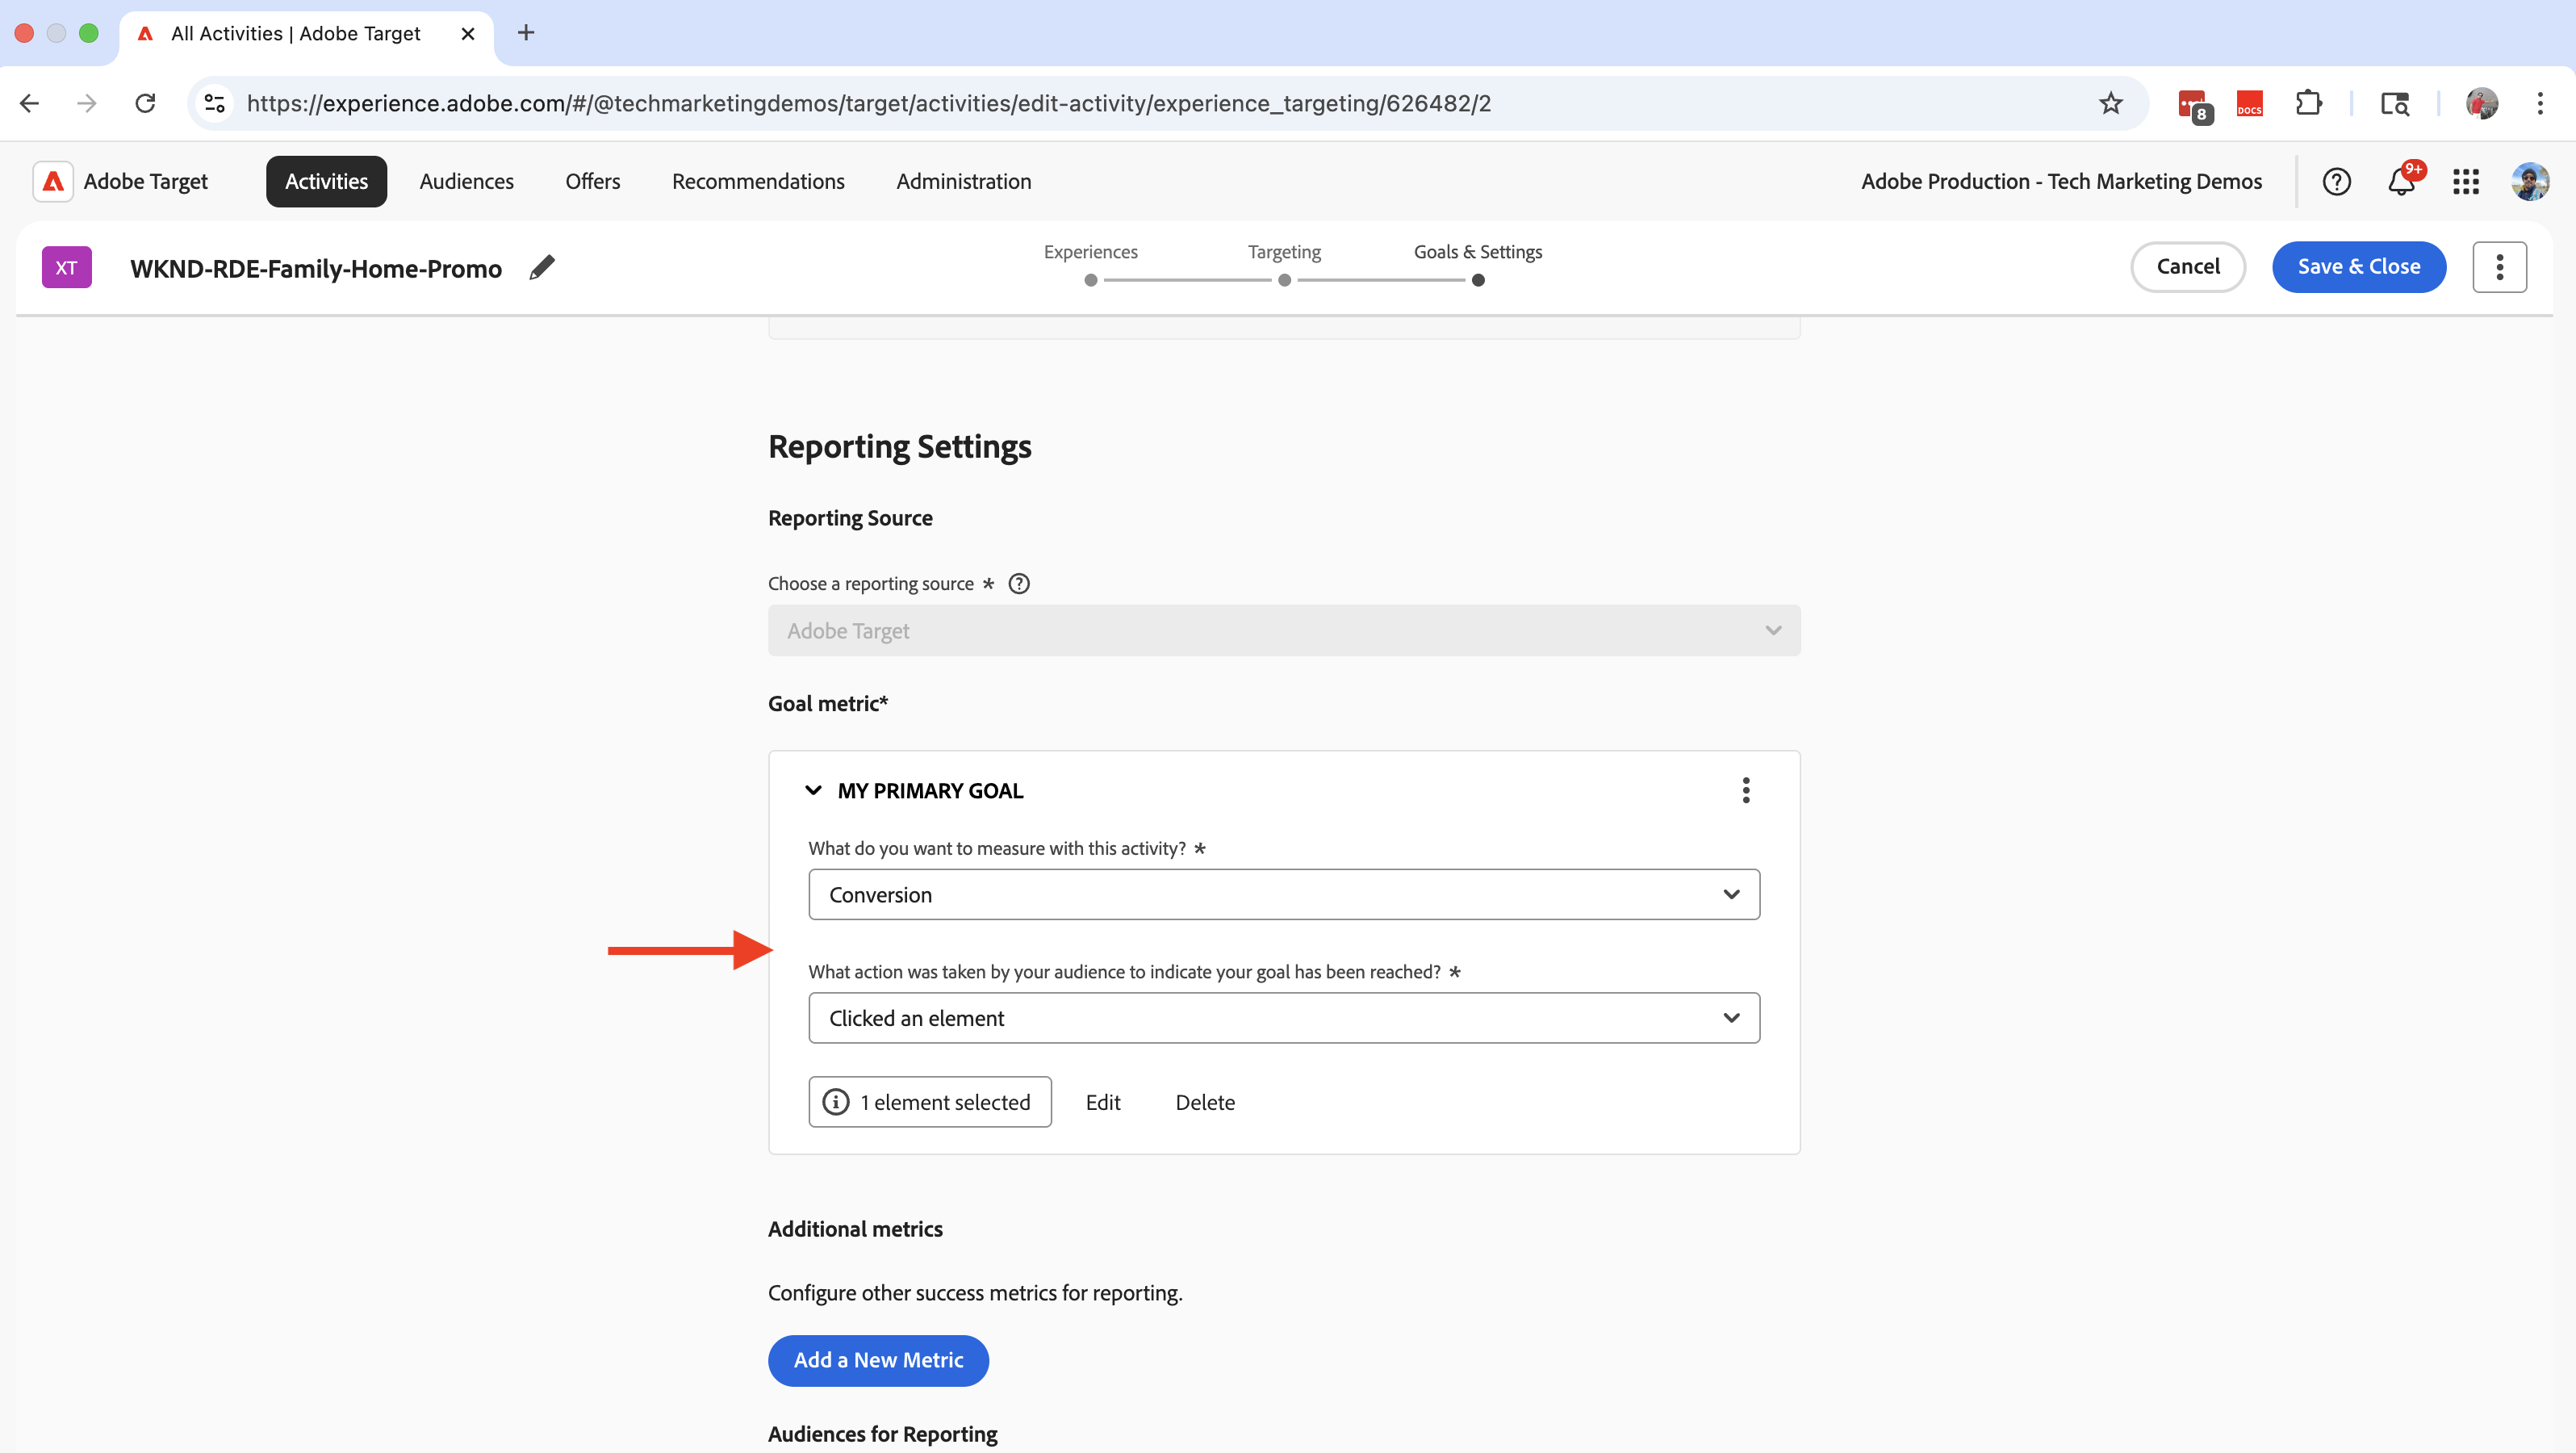 All Activities | Adobe Target
https://experience.adobe.com/#/@techmarketingdemos/target/activities/edit-activity/experience_targeting/626482/2
8
DOCS
Adobe Target
Activities
Audiences
Offers
Recommendations
Administration
Adobe Production - Tech Marketing Demos
9+
XT
WKND-RDE-Family-Home-Promo
Experiences
Targeting
Goals & Settings
Cancel
Save & Close
Reporting Settings
Reporting Source
Choose a reporting source *
Adobe Target
Goal metric*
MY PRIMARY GOAL
What do you want to measure with this activity? *
Conversion
What action was taken by your audience to indicate your goal has been reached? *
Clicked an element
1 element selected
Edit
Delete
Additional metrics
Configure other success metrics for reporting.
Add a New Metric
Audiences for Reporting